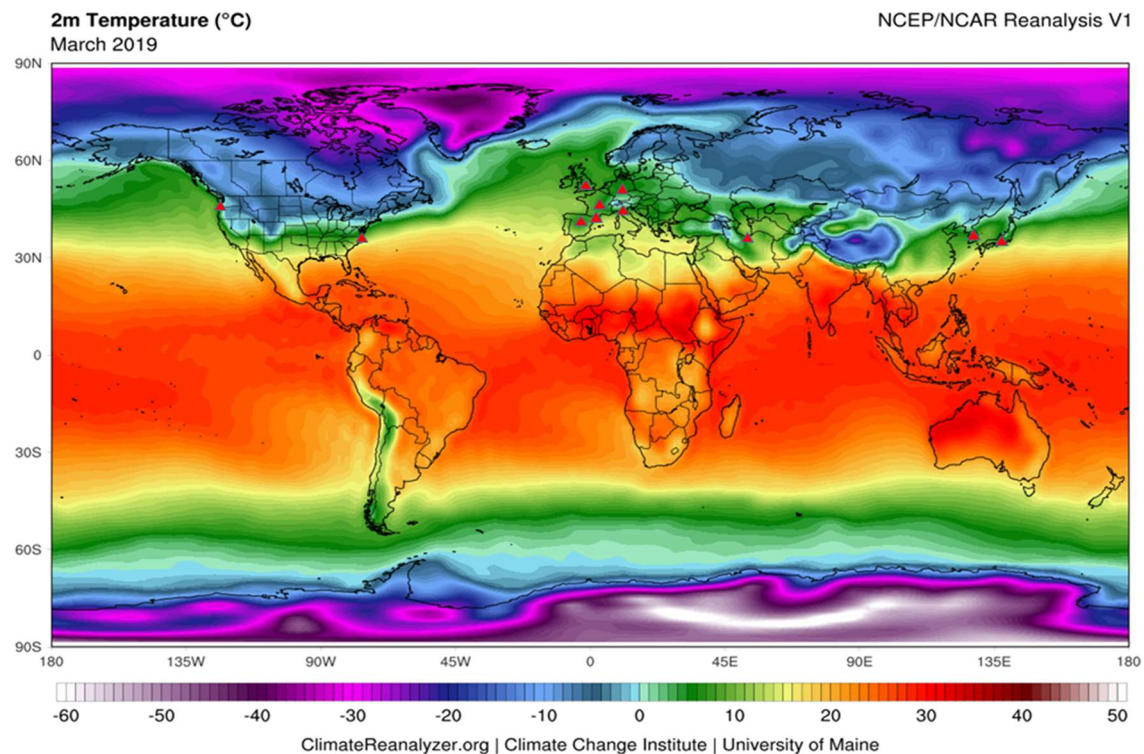 2m Temperature (°C)
NCEP/NCAR Reanalysis V1
March 2019
90N
60N
30N
0
30S
60S
90S
180 135W 90W 45W 0 45E 90E 135E 180
-60 -50 -40 -30 -20 -10 0 10 20 30 40 50
ClimateReanalyzer.org | Climate Change Institute | University of Maine